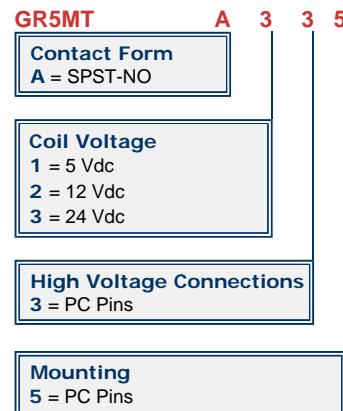 GR5MT A 3 3 5
Contact Form
A = SPST-NO
Coil Voltage
1 = 5 Vdc
2 = 12 Vdc
3 = 24 Vdc
High Voltage Connections
3 = PC Pins
Mounting
5 = PC Pins